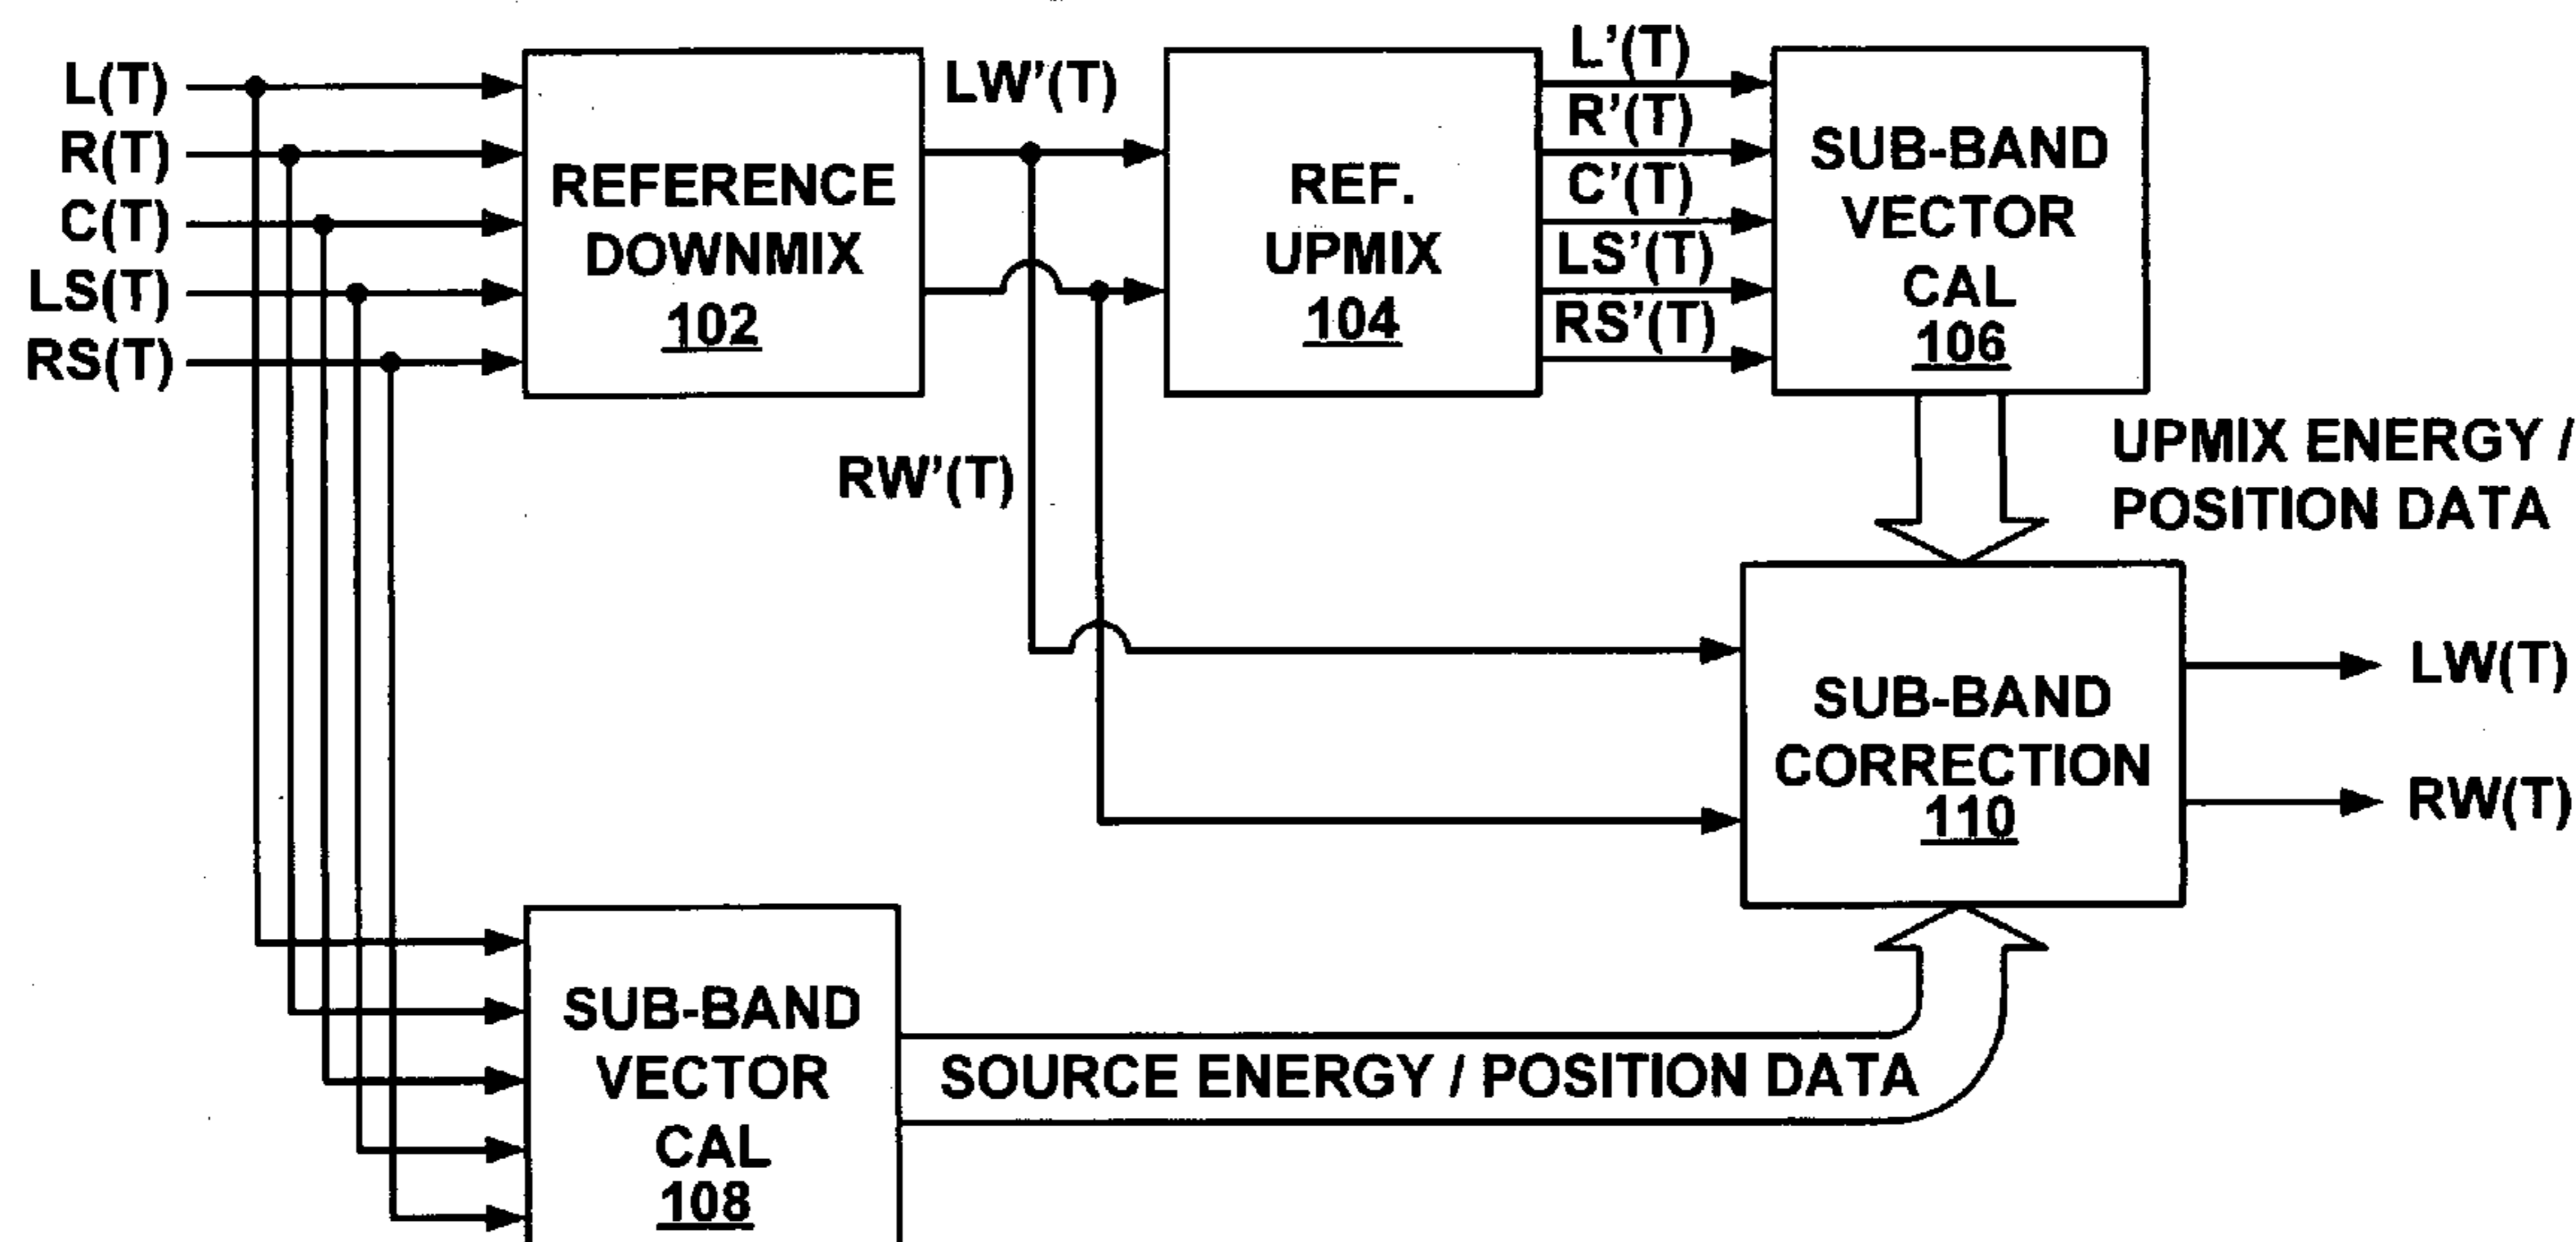 L(T)
R(T)
C(T)
LS(T)
RS(T)
REFERENCE
DOWNMIX
102
LW'(T)
RW'(T)
REF.
UPMIX
104
L'(T)
R'(T)
C'(T)
LS'(T)
RS'(T)
SUB-BAND
VECTOR
CAL
106
UPMIX ENERGY /
POSITION DATA
SUB-BAND
CORRECTION
110
LW(T)
RW(T)
SUB-BAND
VECTOR
CAL
108
SOURCE ENERGY / POSITION DATA